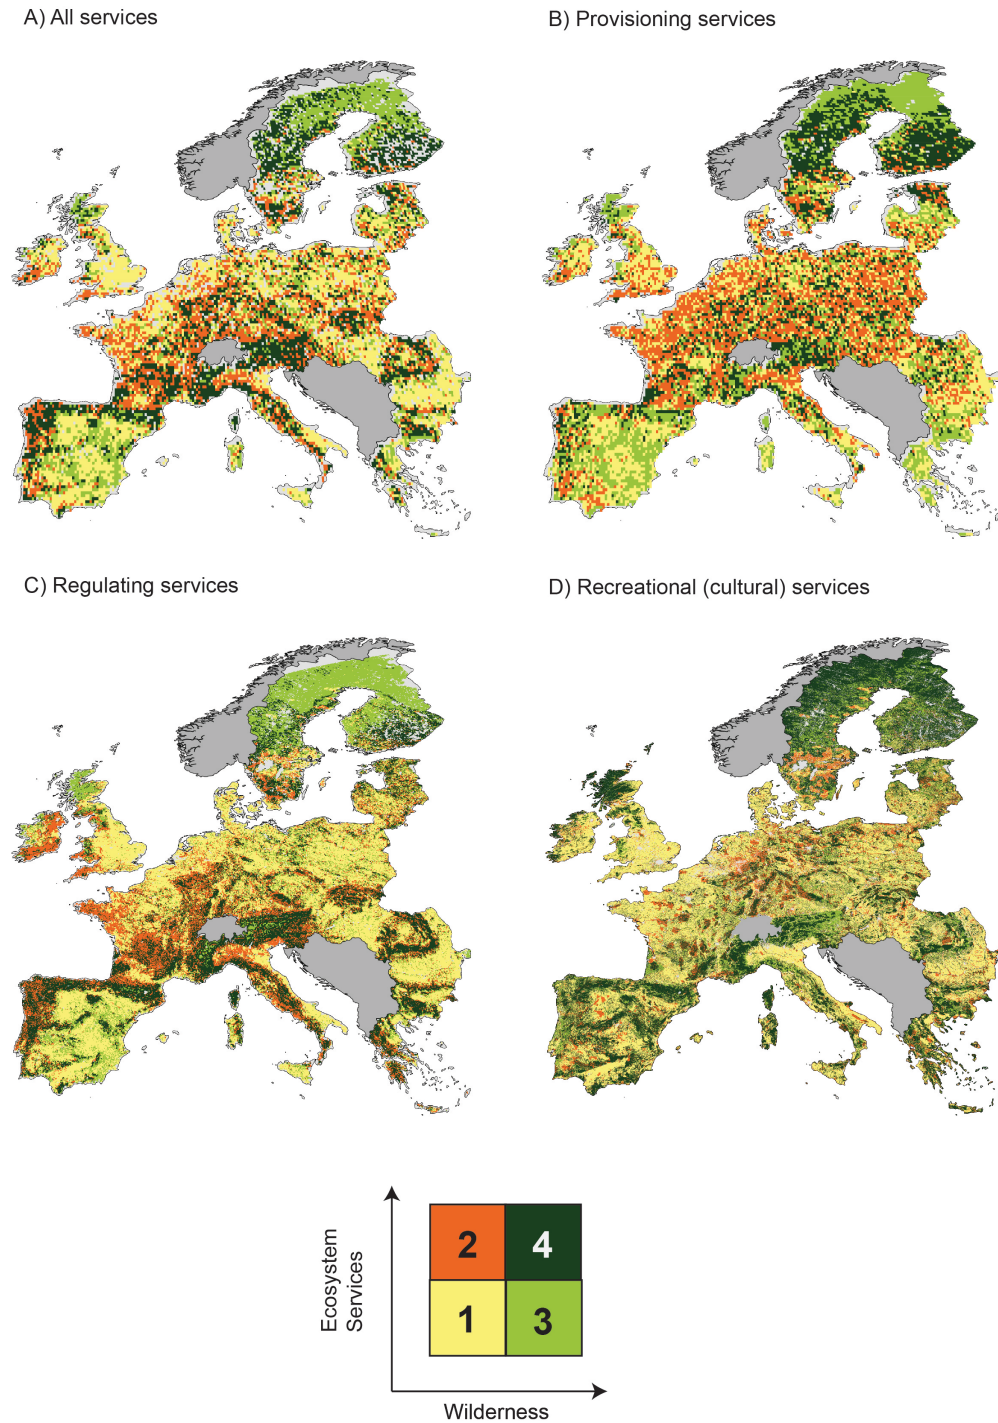 A) All services
B) Provisioning services
C) Regulating services
D) Recreational (cultural) services
Ecosystem
Services
2
4
1
3
Wilderness